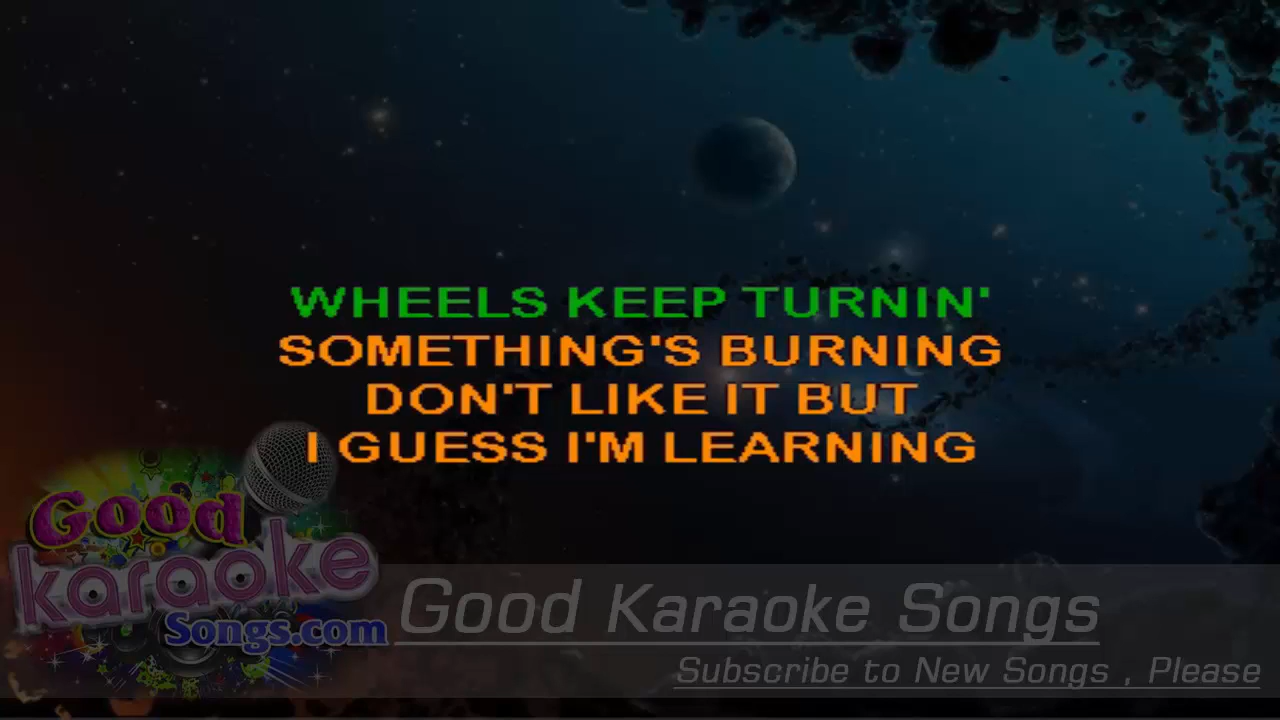 WHEELS KEEP TURNIN'
SOMETHING'S BURNING
DON'T LIKE IT BUT
I GUESS I'M LEARNING
Good
karaoke
Songs.com
Good Karaoke Songs
Subscribe to New Songs , Please